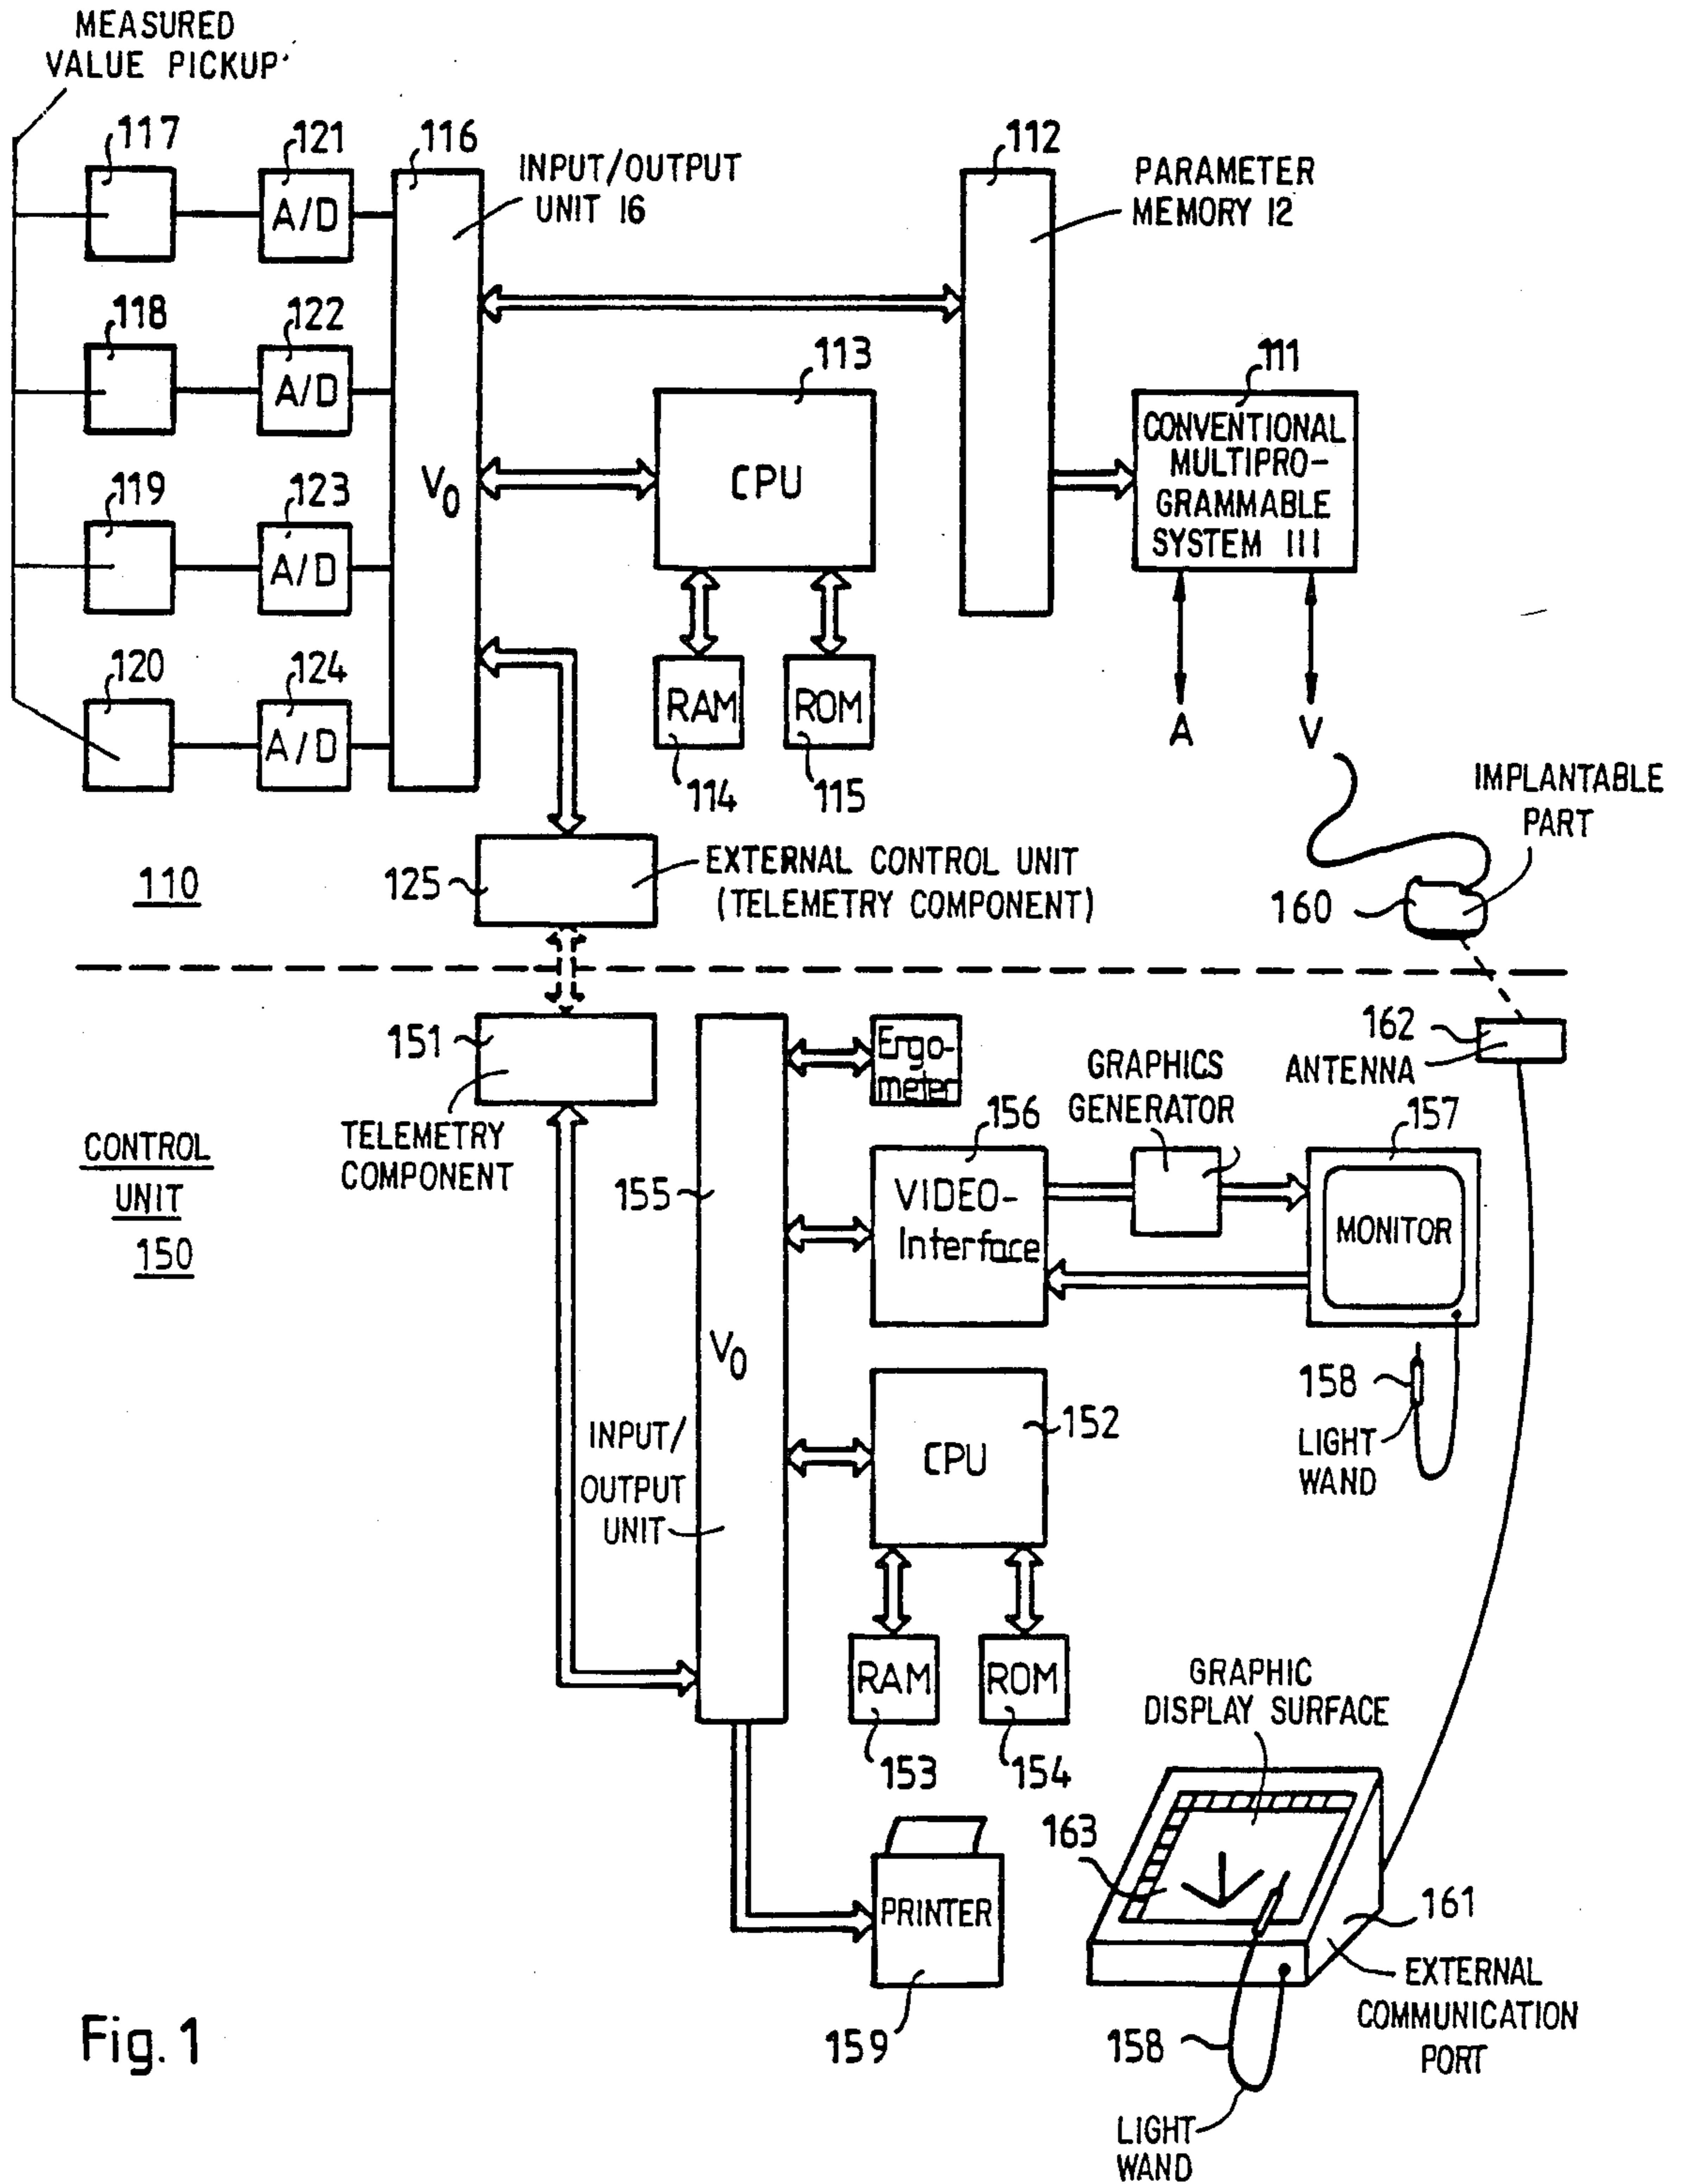 MEASURED
VALUE PICKUP
117
121
116
INPUT/OUTPUT
UNIT 16
112
PARAMETER
MEMORY 12
A/D
118
122
A/D
113
111
CONVENTIONAL
MULTIPRO-
GRAMMABLE
SYSTEM 111
CPU
V0
119
123
A/D
120
124
A/D
RAM
ROM
114
115
A
V
IMPLANTABLE
PART
160
110
125
EXTERNAL CONTROL UNIT
(TELEMETRY COMPONENT)
151
TELEMETRY
COMPONENT
Ergo-
meter
162
ANTENNA
GRAPHICS
GENERATOR
CONTROL
UNIT
150
155
156
VIDEO-
Interface
157
MONITOR
V0
INPUT/
OUTPUT
UNIT
158
LIGHT
WAND
152
CPU
RAM
ROM
153
154
GRAPHIC
DISPLAY SURFACE
163
161
PRINTER
159
EXTERNAL
COMMUNICATION
PORT
158
LIGHT
WAND
Fig. 1